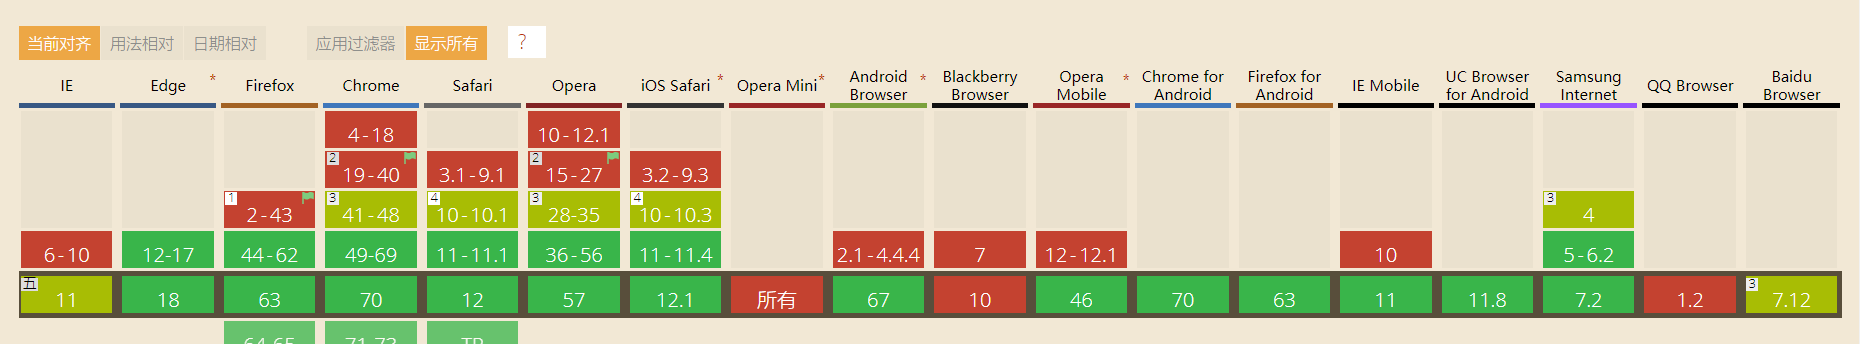 当前对齐 用法相对 日期相对 应用过滤器 显示所有 ?
IE Edge * Firefox Chrome Safari Opera iOS Safari * Opera Mini * Android Browser * Blackberry Browser Opera Mobile * Chrome for Android Firefox for Android IE Mobile UC Browser for Android Samsung Internet QQ Browser Baidu Browser
4-18 10-12.1
2 19-40 3.1-9.1 2 15-27 3.2-9.3
1 2-43 3 41-48 4 10-10.1 3 28-35 4 10-10.3 3 4
6-10 12-17 44-62 49-69 11-11.1 36-56 11-11.4 2.1-4.4.4 7 12-12.1 10 5-6.2
五 11 18 63 70 12 57 12.1 所有 67 10 46 70 63 11 11.8 7.2 1.2 3 7.12
64-65 71-73 TP